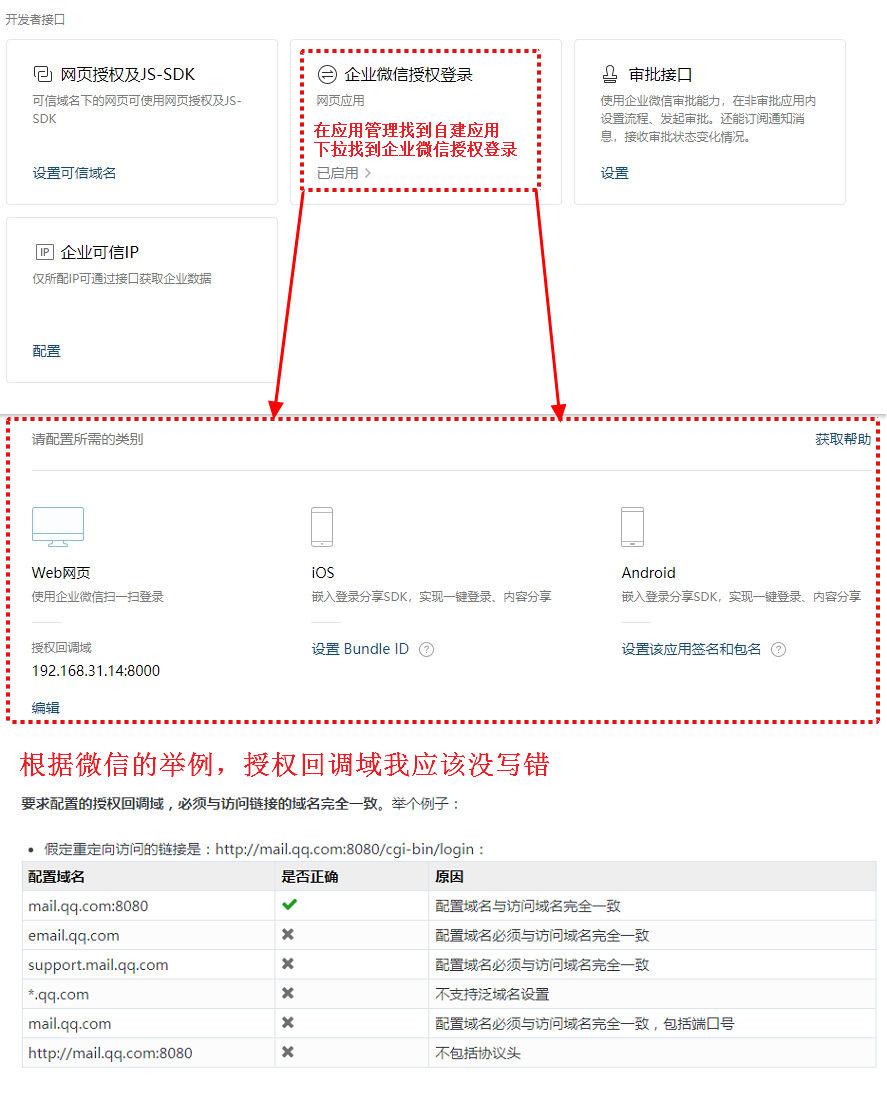 开发者接口
网页授权及JS-SDK
可信域名下的网页可使用网页授权及JS-
SDK
设置可信域名
企业微信授权登录
网页应用
在应用管理找到自建应用
下拉找到企业微信授权登录
已启用 >
审批接口
使用企业微信审批能力，在非审批应用内
设置流程、发起审批。还能订阅通知消
息，接收审批状态变化情况。
设置
IP 企业可信IP
仅所配IP可通过接口获取企业数据
配置
请配置所需的类别
获取帮助
Web网页
使用企业微信扫一扫登录
授权回调域
192.168.31.14:8000
编辑
iOS
嵌入登录分享SDK，实现一键登录、内容分享
设置 Bundle ID ?
Android
嵌入登录分享SDK，实现一键登录、内容分享
设置该应用签名和包名 ?
根据微信的举例，授权回调域我应该没写错
要求配置的授权回调域，必须与访问链接的域名完全一致。举个例子：
• 假定重定向访问的链接是：http://mail.qq.com:8080/cgi-bin/login：
配置域名 是否正确 原因
mail.qq.com:8080 ✔ 配置域名与访问域名完全一致
email.qq.com ✖ 配置域名必须与访问域名完全一致
support.mail.qq.com ✖ 配置域名必须与访问域名完全一致
*.qq.com ✖ 不支持泛域名设置
mail.qq.com ✖ 配置域名必须与访问域名完全一致，包括端口号
http://mail.qq.com:8080 ✖ 不包括协议头